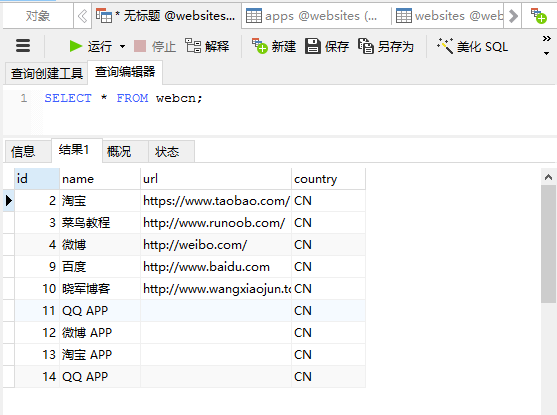 对象 * 无标题 @websites... apps @websites (... websites @web
运行 停止 解释 新建 保存 另存为 美化 SQL
查询创建工具 查询编辑器
1 SELECT * FROM webcn;
信息 结果1 概况 状态
id name url country
2 淘宝 https://www.taobao.com/ CN
3 菜鸟教程 http://www.runoob.com/ CN
4 微博 http://weibo.com/ CN
9 百度 http://www.baidu.com CN
10 晓军博客 http://www.wangxiaojun.to CN
11 QQ APP CN
12 微博 APP CN
13 淘宝 APP CN
14 QQ APP CN